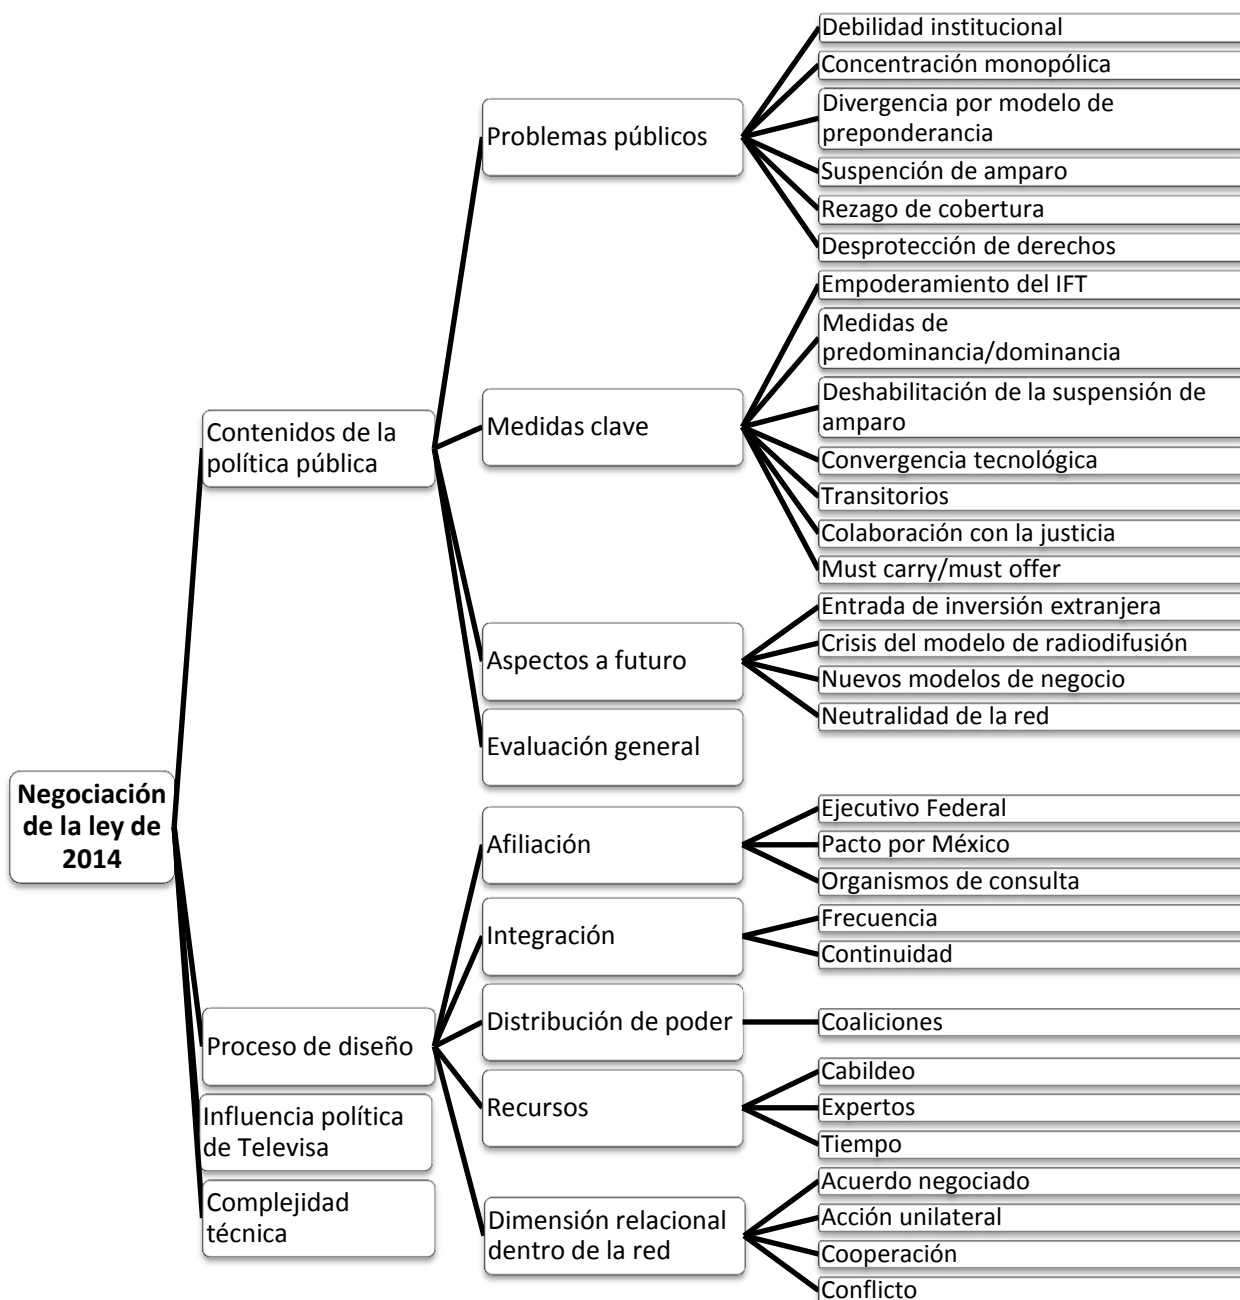 Negociación
de la ley de
2014
Contenidos de la
política pública
Problemas públicos
Debilidad institucional
Concentración monopólica
Divergencia por modelo de
preponderancia
Suspención de amparo
Rezago de cobertura
Desprotección de derechos
Medidas clave
Empoderamiento del IFT
Medidas de
predominancia/dominancia
Deshabilitación de la suspensión de
amparo
Convergencia tecnológica
Transitorios
Colaboración con la justicia
Must carry/must offer
Aspectos a futuro
Entrada de inversión extranjera
Crisis del modelo de radiodifusión
Nuevos modelos de negocio
Neutralidad de la red
Evaluación general
Proceso de diseño
Afiliación
Ejecutivo Federal
Pacto por México
Organismos de consulta
Integración
Frecuencia
Continuidad
Distribución de poder
Coaliciones
Recursos
Cabildeo
Expertos
Tiempo
Dimensión relacional
dentro de la red
Acuerdo negociado
Acción unilateral
Cooperación
Conflicto
Influencia política
de Televisa
Complejidad
técnica